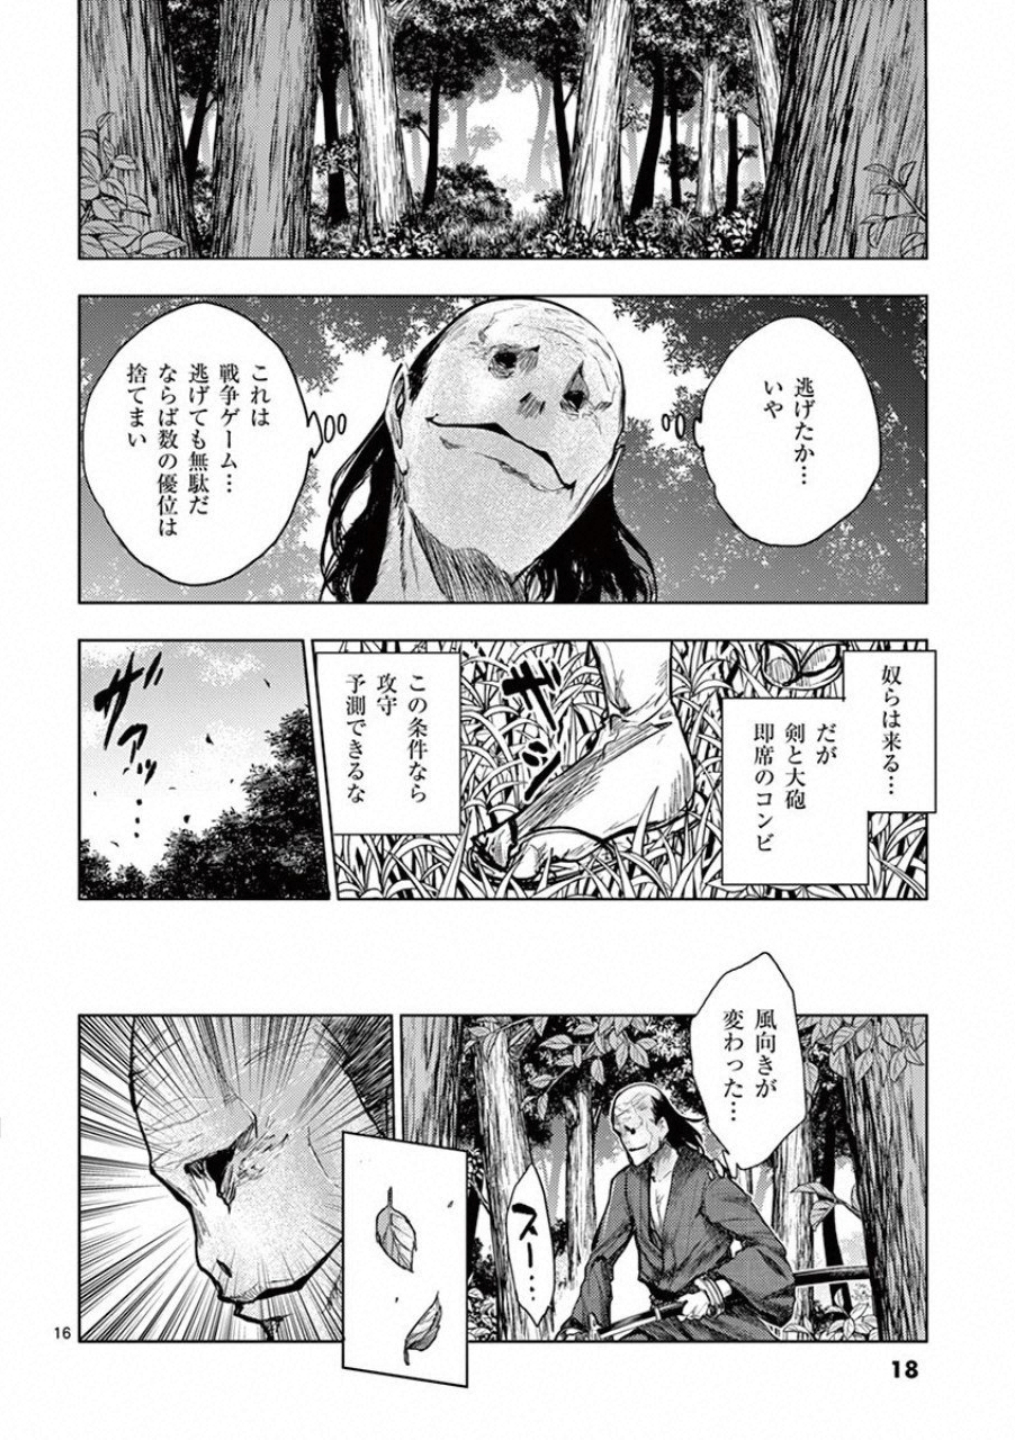 逃げたか…
いや
これは
戦争ゲーム…
逃げても無駄だ
ならば数の優位は
捨てまい
奴らは来る…
だが
剣と大砲
即席のコンビ
ザシッ
この条件なら
攻守
予測できるな
ザァッ…
風向きが
変わった…
スー…
16
18